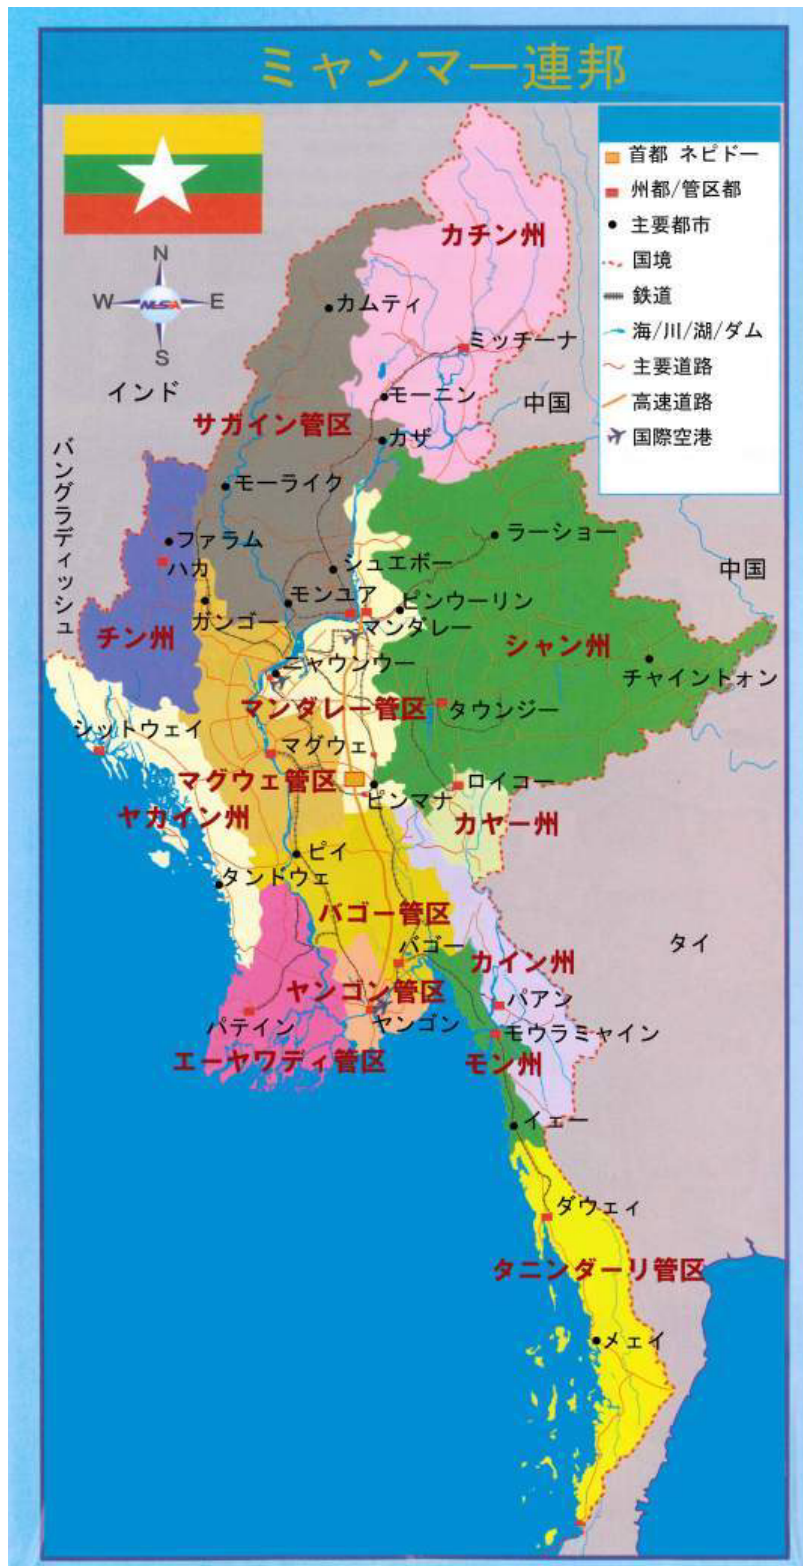 ミャンマー連邦
首都 ネピドー
州都/管区都
主要都市
国境
鉄道
海/川/湖/ダム
主要道路
高速道路
国際空港
N
W
NLSA
E
S
カチン州
カムティ
ミッチーナ
インド
モーニン
中国
サガイン管区
カザ
バングラディッシュ
モーライク
ファラム
ラーショー
ハカ
シュエボー
中国
ガンゴー
モンユア
ピンウーリン
マンダレー
チン州
シャン州
ニャウンウー
チャイントォン
マンダレー管区
タウンジー
シットウェイ
マグウェ
マグウェ管区
ピンマナ
ロイコー
ヤカイン州
カヤー州
ピイ
タンドウェ
バゴー管区
バゴー
カイン州
タイ
ヤンゴン管区
パアン
パテイン
ヤンゴン
モウラミャイン
エーヤワディ管区
モン州
イェー
ダウェイ
タニンダーリ管区
メェイ